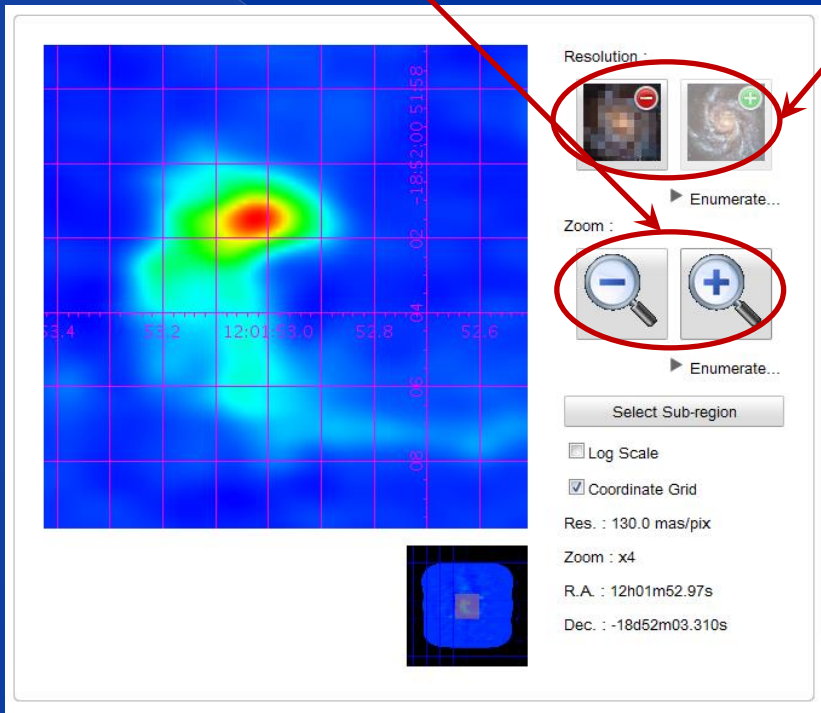 -18:52:00 51:58
02
04
53.4 53.2 12:01:53.0 52.8 52.6
06
08
Resolution :
Enumerate...
Zoom :
Enumerate...
Select Sub-region
Log Scale
Coordinate Grid
Res. : 130.0 mas/pix
Zoom : x4
R.A. : 12h01m52.97s
Dec. : -18d52m03.310s